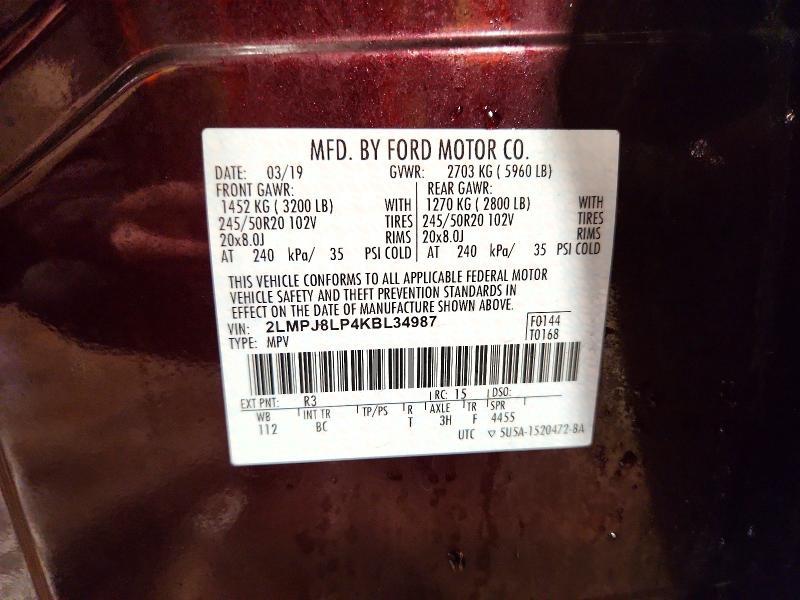 MFD. BY FORD MOTOR CO.
DATE: 03/19 GVWR: 2703 KG ( 5960 LB)
FRONT GAWR: REAR GAWR:
1452 KG ( 3200 LB) WITH 1270 KG ( 2800 LB) WITH
245/50R20 102V TIRES 245/50R20 102V TIRES
20x8.0J RIMS 20x8.0J RIMS
AT 240 kPa/ 35 PSI COLD AT 240 kPa/ 35 PSI COLD
THIS VEHICLE CONFORMS TO ALL APPLICABLE FEDERAL MOTOR
VEHICLE SAFETY AND THEFT PREVENTION STANDARDS IN
EFFECT ON THE DATE OF MANUFACTURE SHOWN ABOVE.
VIN: 2LMPJ8LP4KBL34987 F0144
TYPE: MPV T0168
EXT PNT: R3 RC: 15 DSO:
WB INT TR TP/PS R AXLE TR SPR
112 BC T 3H F 4455
UTC ▽ 5U5A-1520472-BA